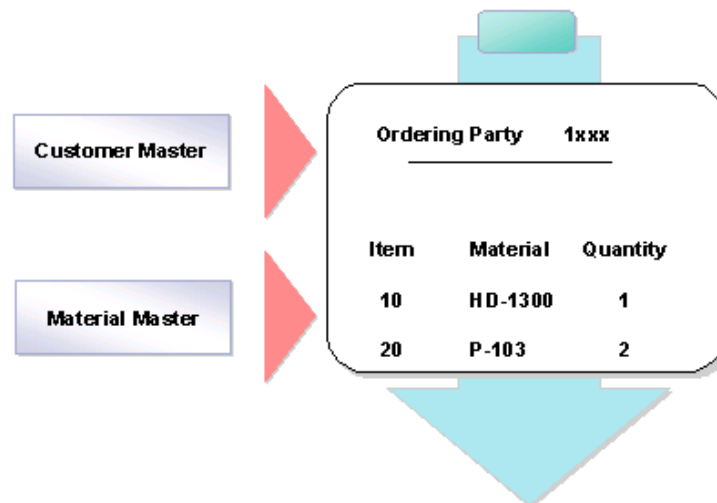 Customer Master
Material Master
Ordering Party 1xxx
Item Material Quantity
10 HD-1300 1
20 P-103 2